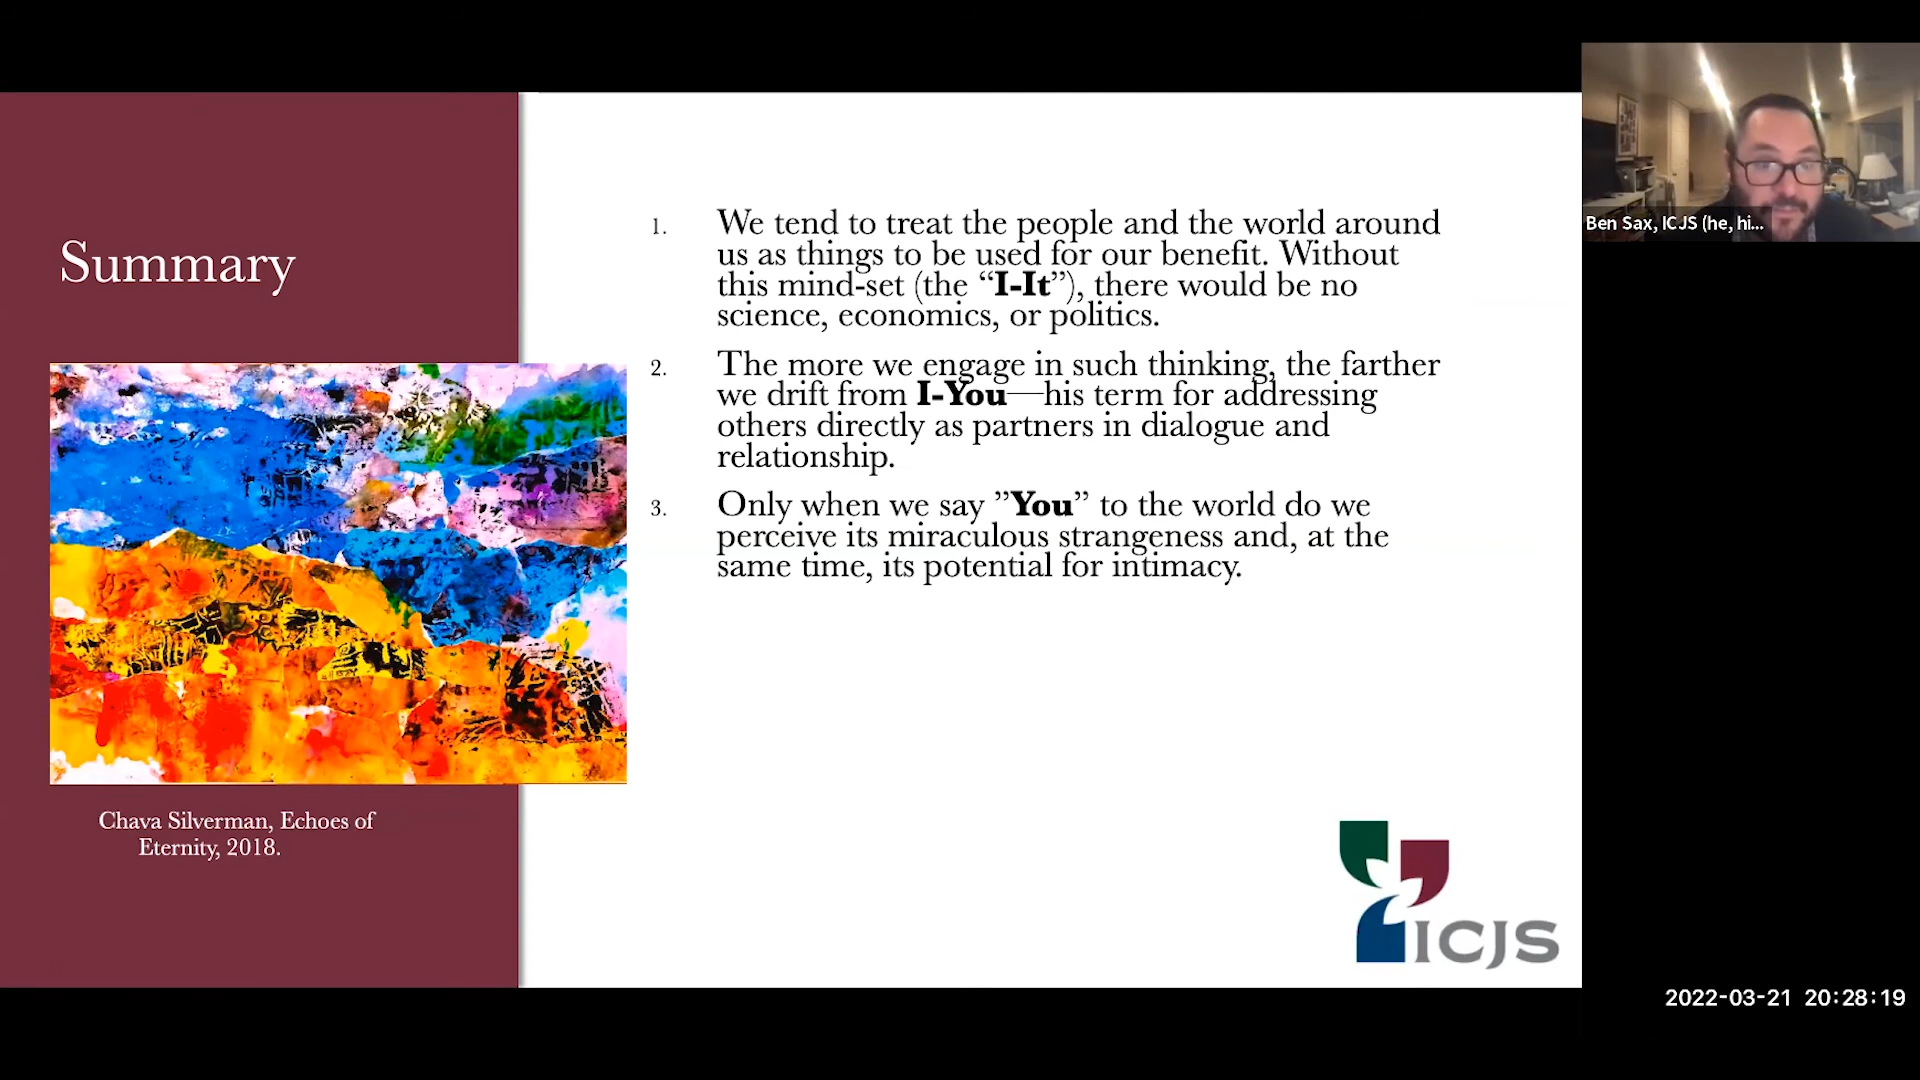 Summary
Chava Silverman, Echoes of
Eternity, 2018.
1. We tend to treat the people and the world around
us as things to be used for our benefit. Without
this mind-set (the “I-It”), there would be no
science, economics, or politics.
2. The more we engage in such thinking, the farther
we drift from I-You—his term for addressing
others directly as partners in dialogue and
relationship.
3. Only when we say ”You” to the world do we
perceive its miraculous strangeness and, at the
same time, its potential for intimacy.
ICJS
Ben Sax, ICJS (he, hi...
2022-03-21 20:28:19